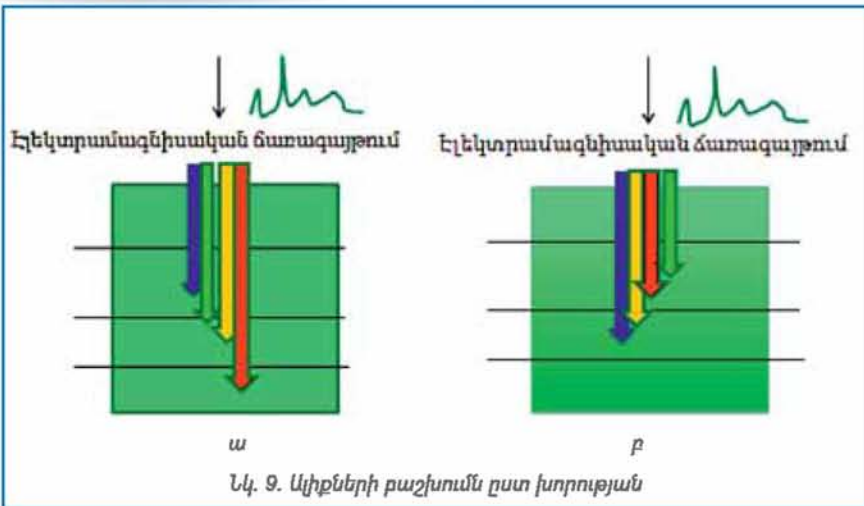 Էլեկտրամագնիսական ճառագայթում
Էլեկտրամագնիսական ճառագայթում
ա
բ
Նկ. 9. Ալիքների բաշխումն ըստ խորության